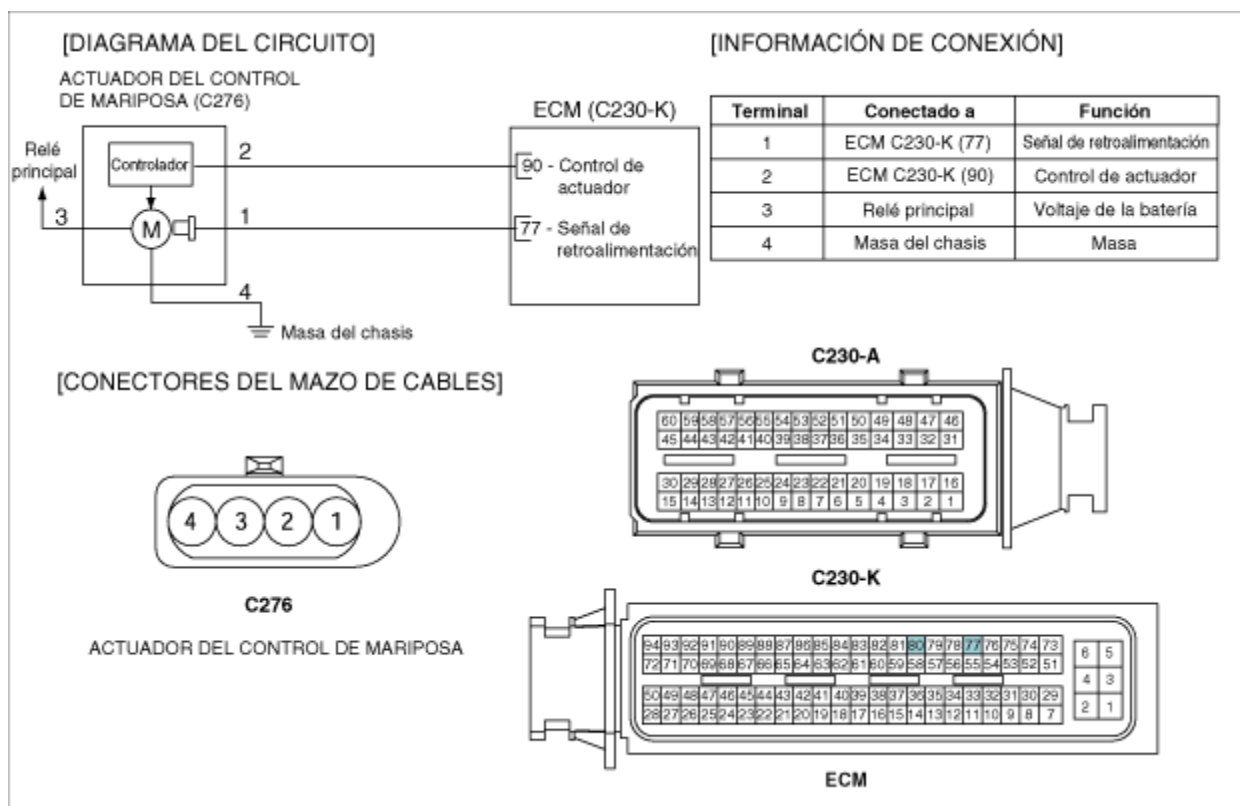 [DIAGRAMA DEL CIRCUITO]
ACTUADOR DEL CONTROL
DE MARIPOSA (C276)
Relé
principal
3
Controlador
M
2
1
4
Masa del chasis
ECM (C230-K)
90 - Control de
actuador
77 - Señal de
retroalimentación
[INFORMACIÓN DE CONEXIÓN]
Terminal Conectado a Función
1 ECM C230-K (77) Señal de retroalimentación
2 ECM C230-K (90) Control de actuador
3 Relé principal Voltaje de la batería
4 Masa del chasis Masa
[CONECTORES DEL MAZO DE CABLES]
4 3 2 1
C276
ACTUADOR DEL CONTROL DE MARIPOSA
C230-A
60 59 58 57 56 55 54 53 52 51 50 49 48 47 46
45 44 43 42 41 40 39 38 37 36 35 34 33 32 31
30 29 28 27 26 25 24 23 22 21 20 19 18 17 16
15 14 13 12 11 10 9 8 7 6 5 4 3 2 1
C230-K
94 93 92 91 90 89 88 87 86 85 84 83 82 81 80 79 78 77 76 75 74 73
72 71 70 69 68 67 66 65 64 63 62 61 60 59 58 57 56 55 54 53 52 51
50 49 48 47 46 45 44 43 42 41 40 39 38 37 36 35 34 33 32 31 30 29
28 27 26 25 24 23 22 21 20 19 18 17 16 15 14 13 12 11 10 9 8 7
6 5
4 3
2 1
ECM